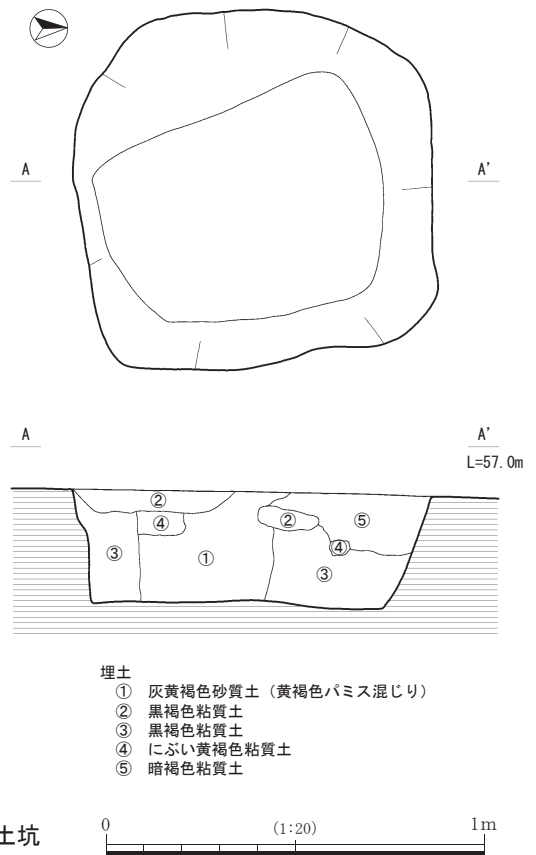 A A'
A A'
L=57.0m
②
④ ② ⑤
③ ① ④
③
埋土
① 灰黄褐色砂質土（黄褐色パミス混じり）
② 黒褐色粘質土
③ 黒褐色粘質土
④ にぶい黄褐色粘質土
⑤ 暗褐色粘質土
土坑
0 (1:20) 1m